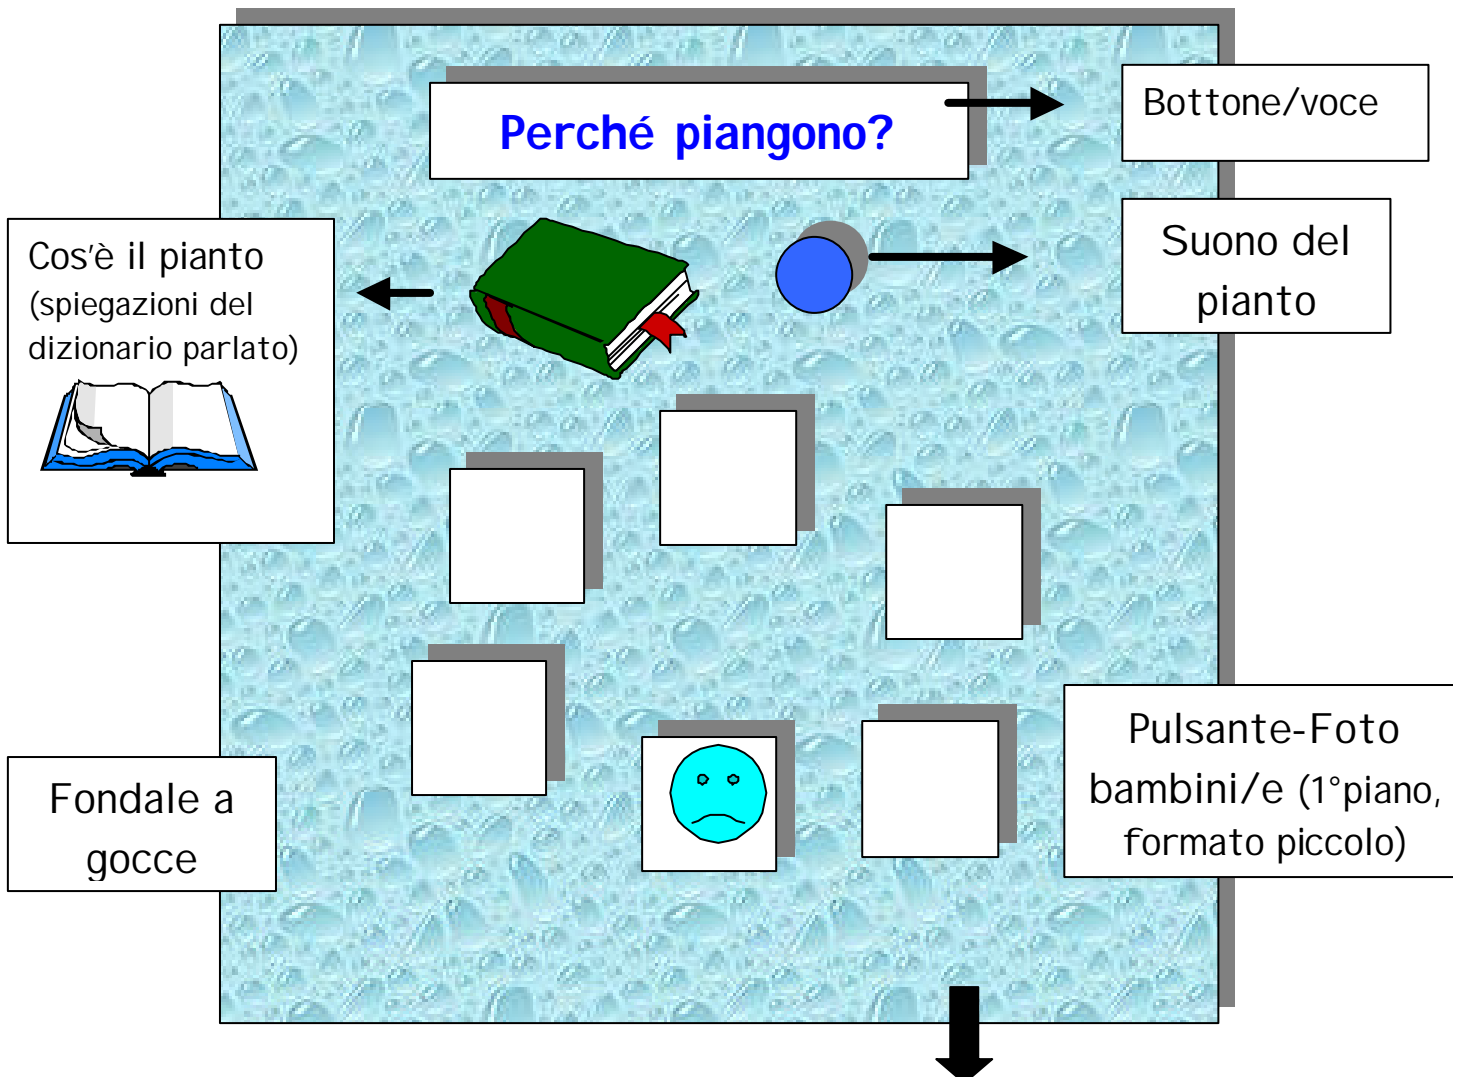 Perché piangono?
Bottone/voce
Cos'è il pianto
(spiegazioni del
dizionario parlato)
Suono del
pianto
Fondale a
gocce
Pulsante-Foto
bambini/e (1°piano,
formato piccolo)